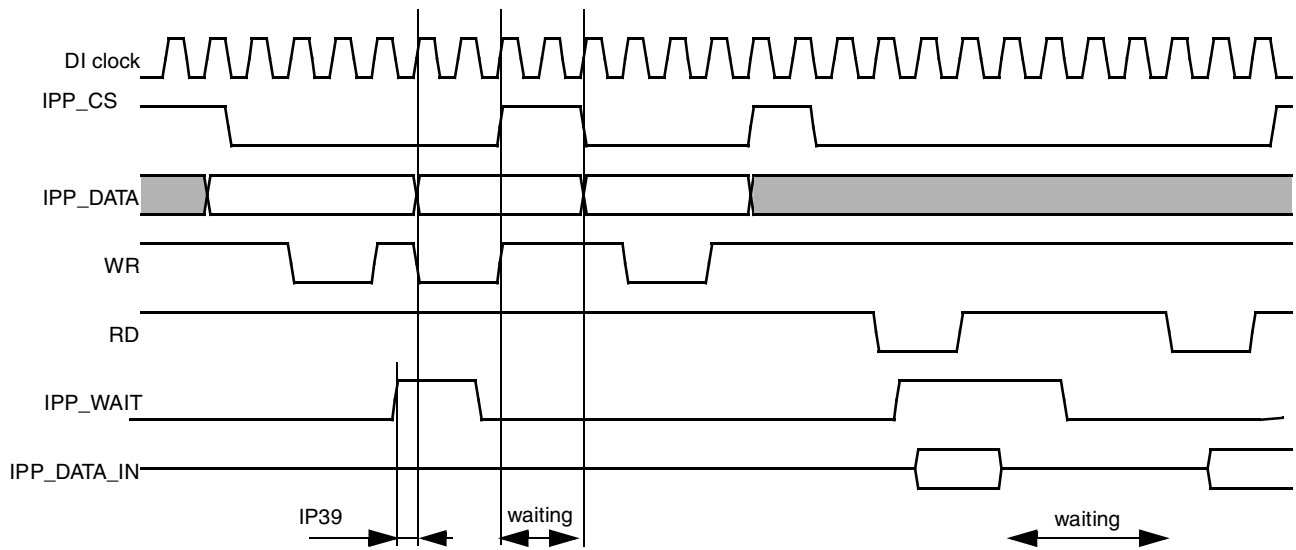 DI clock
IPP_CS
IPP_DATA
WR
RD
IPP_WAIT
IPP_DATA_IN
IP39
waiting
waiting